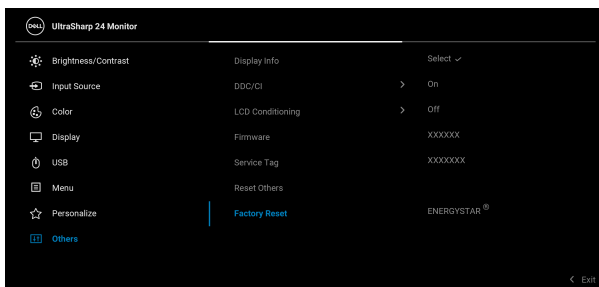 DELL UltraSharp 24 Monitor
Brightness/Contrast Display Info Select ✓
Input Source DDC/CI > On
Color LCD Conditioning > Off
Display Firmware XXXXXX
USB Service Tag XXXXXXX
Menu Reset Others
Personalize Factory Reset ENERGYSTAR ®
Others
< Exit